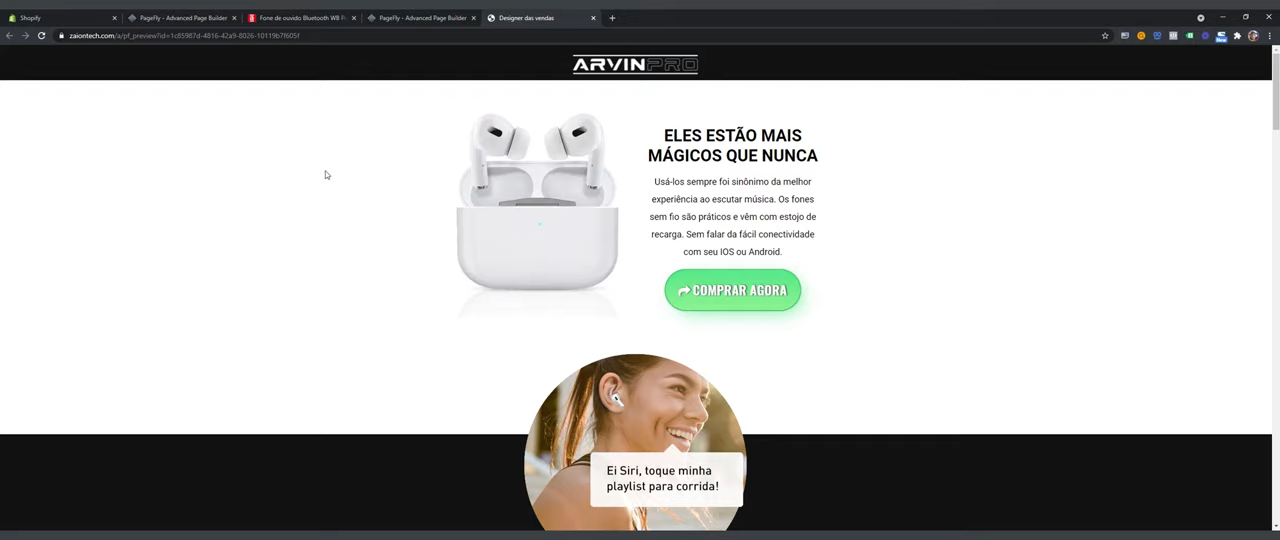 Shopify
PageFly - Advanced Page Builder
Fone de ouvido Bluetooth WB P
PageFly - Advanced Page Builder
Designer das vendas
zaiontech.com/a/pf_preview?id=1c85987d-4816-42a9-8026-10119b7f605f
New
ARVINPRO
ELES ESTÃO MAIS
MÁGICOS QUE NUNCA
Usá-los sempre foi sinônimo da melhor
experiência ao escutar música. Os fones
sem fio são práticos e vêm com estojo de
recarga. Sem falar da fácil conectividade
com seu IOS ou Android.
COMPRAR AGORA
Ei Siri, toque minha
playlist para corrida!